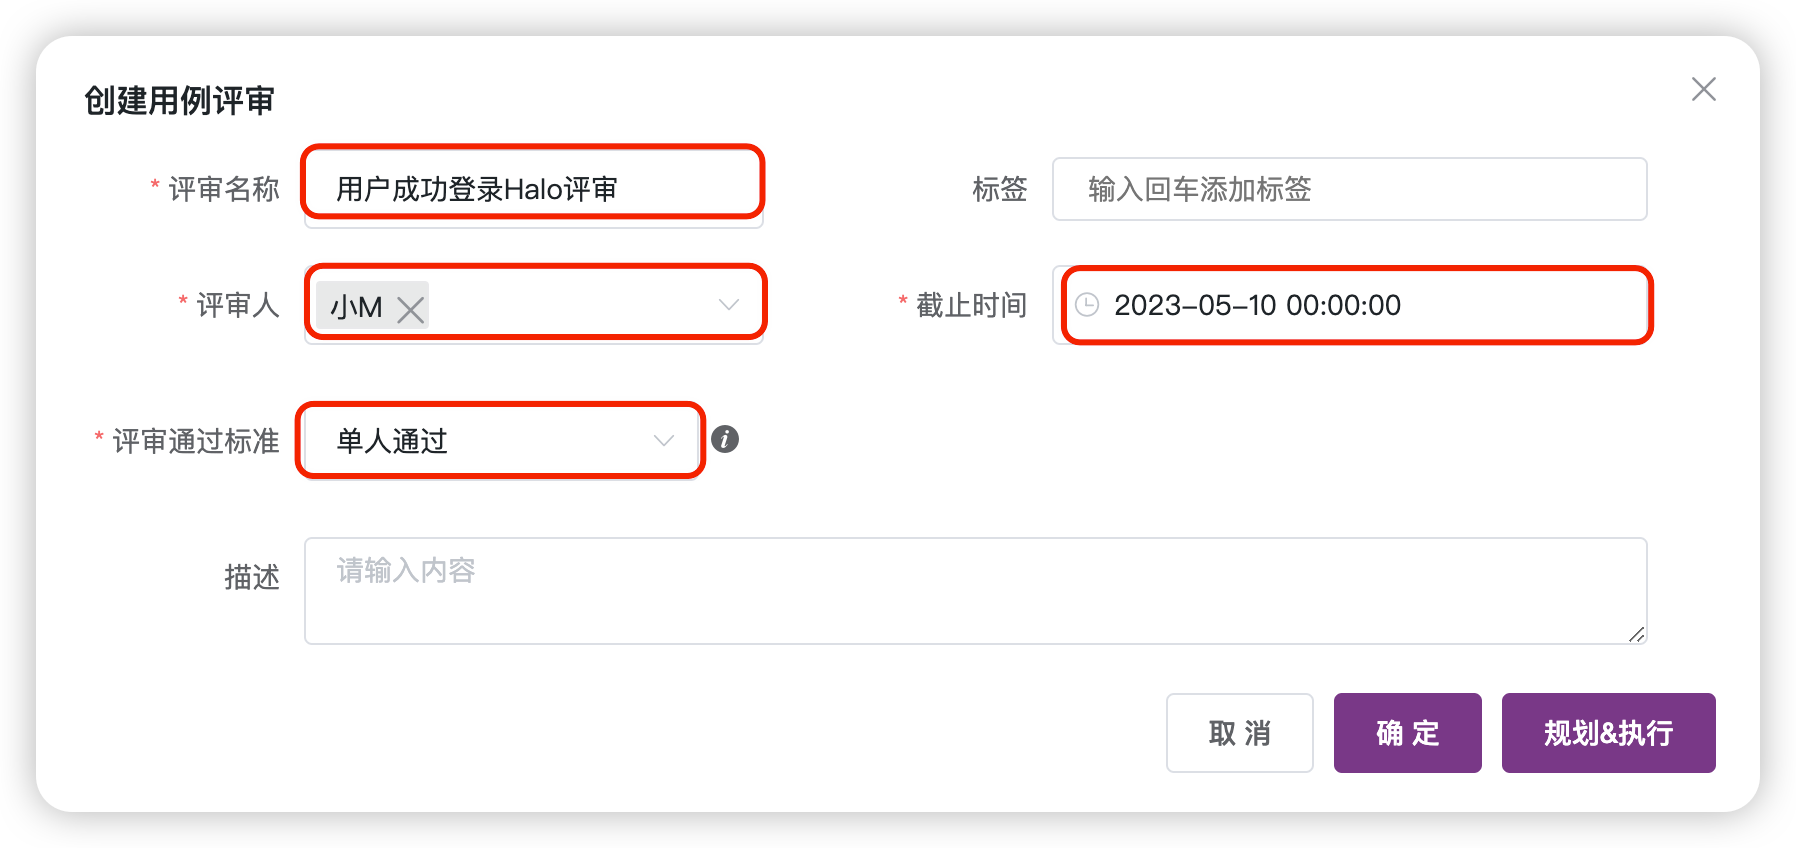 创建用例评审
* 评审名称 用户成功登录Halo评审 标签 输入回车添加标签
* 评审人 小M * 截止时间 2023-05-10 00:00:00
* 评审通过标准 单人通过 i
描述 请输入内容
取 消 确 定 规划&执行